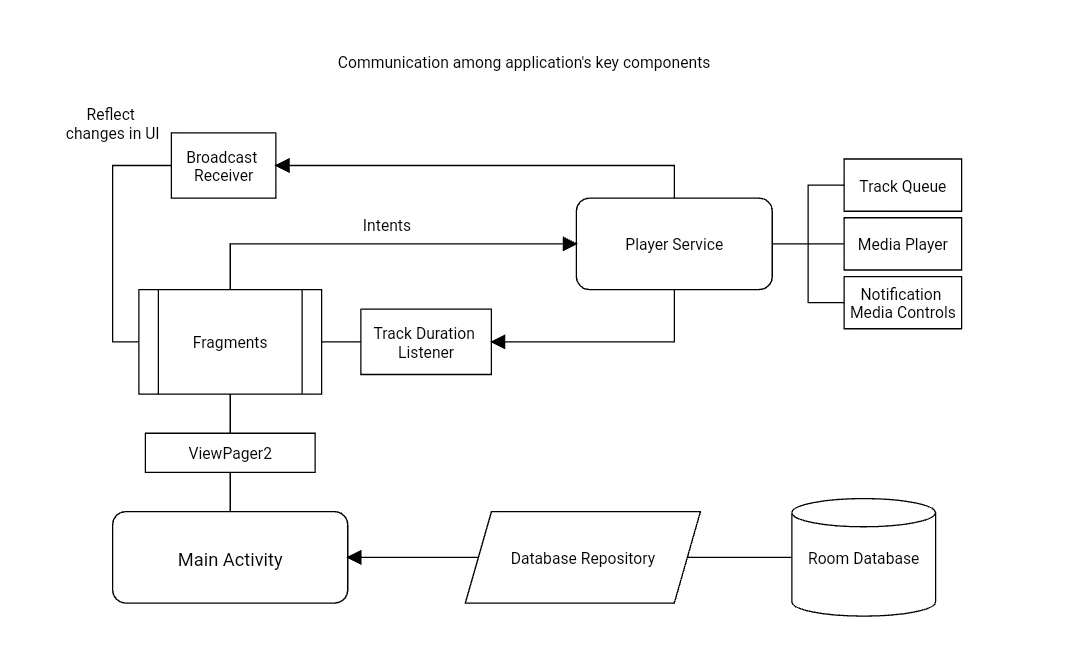 Communication among application's key components
Reflect
changes in UI
Broadcast
Receiver
Track Queue
Intents
Player Service
Media Player
Notification
Media Controls
Fragments
Track Duration
Listener
ViewPager2
Main Activity
Database Repository
Room Database